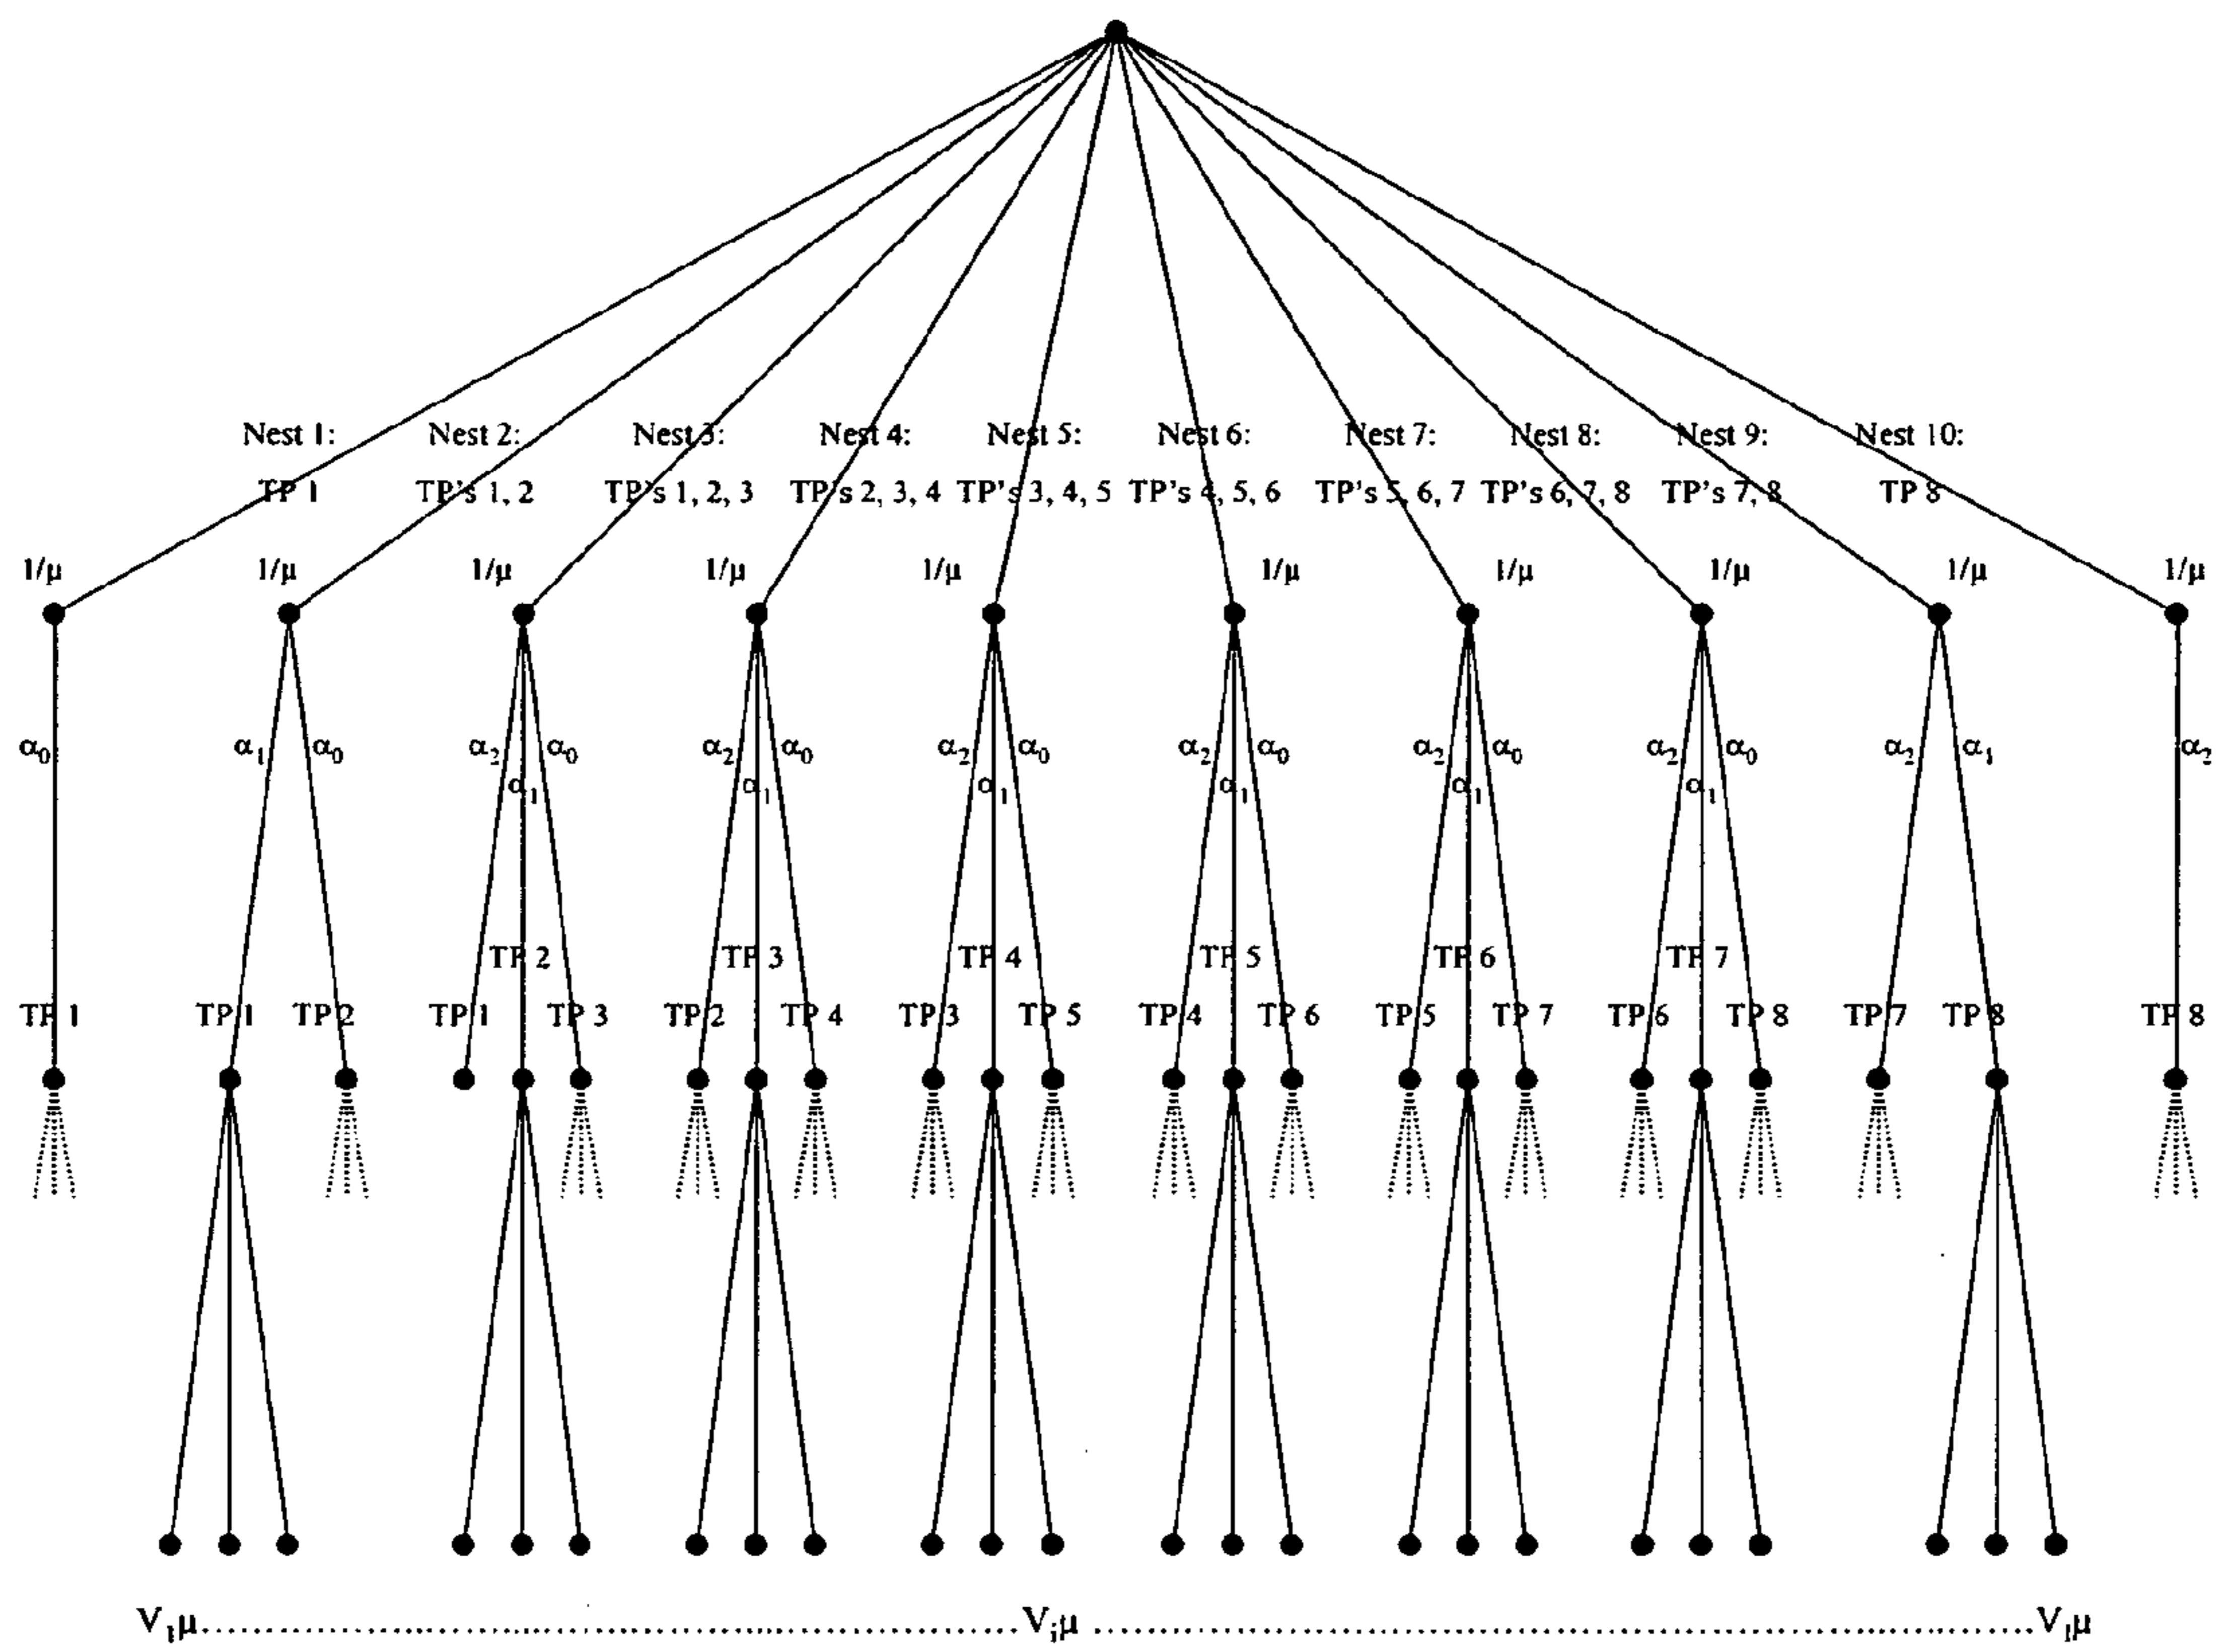 Nest 1: Nest 2: Nest 3: Nest 4: Nest 5: Nest 6: Nest 7: Nest 8: Nest 9: Nest 10:
TP 1 TP's 1, 2 TP's 1, 2, 3 TP's 2, 3, 4 TP's 3, 4, 5 TP's 4, 5, 6 TP's 5, 6, 7 TP's 6, 7, 8 TP's 7, 8 TP 8
1/μ 1/μ 1/μ 1/μ 1/μ 1/μ 1/μ 1/μ 1/μ 1/μ
α₀ α₁ α₀ α₂ α₀ α₂ α₀ α₂ α₀ α₂ α₀ α₂ α₀ α₂ α₀ α₂ α₁ α₂
α₁ α₁ α₁ α₁ α₁ α₁
TP 2 TP 3 TP 4 TP 5 TP 6 TP 7
TP 1 TP 1 TP 2 TP 1 TP 3 TP 2 TP 4 TP 3 TP 5 TP 4 TP 6 TP 5 TP 7 TP 6 TP 8 TP 7 TP 8 TP 8
V₁μ Vᵢμ V_Jμ